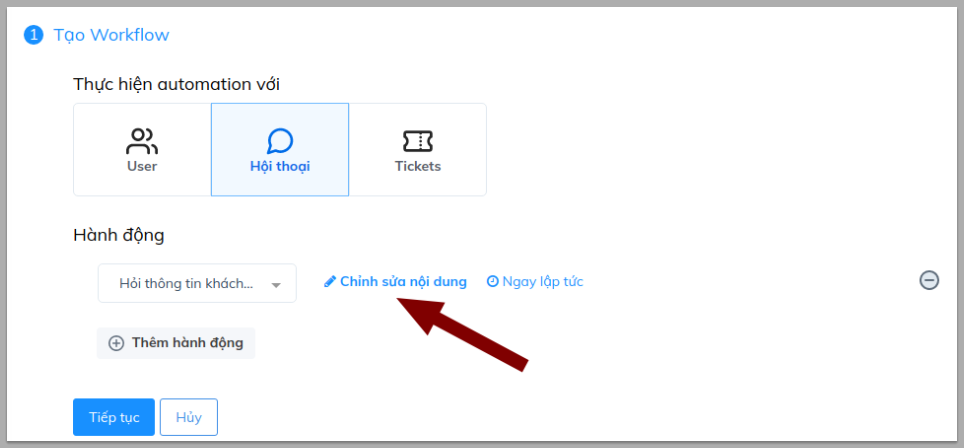 1 Tạo Workflow
Thực hiện automation với
User Hội thoại Tickets
Hành động
Hỏi thông tin khách... Chỉnh sửa nội dung Ngay lập tức
Thêm hành động
Tiếp tục Hủy